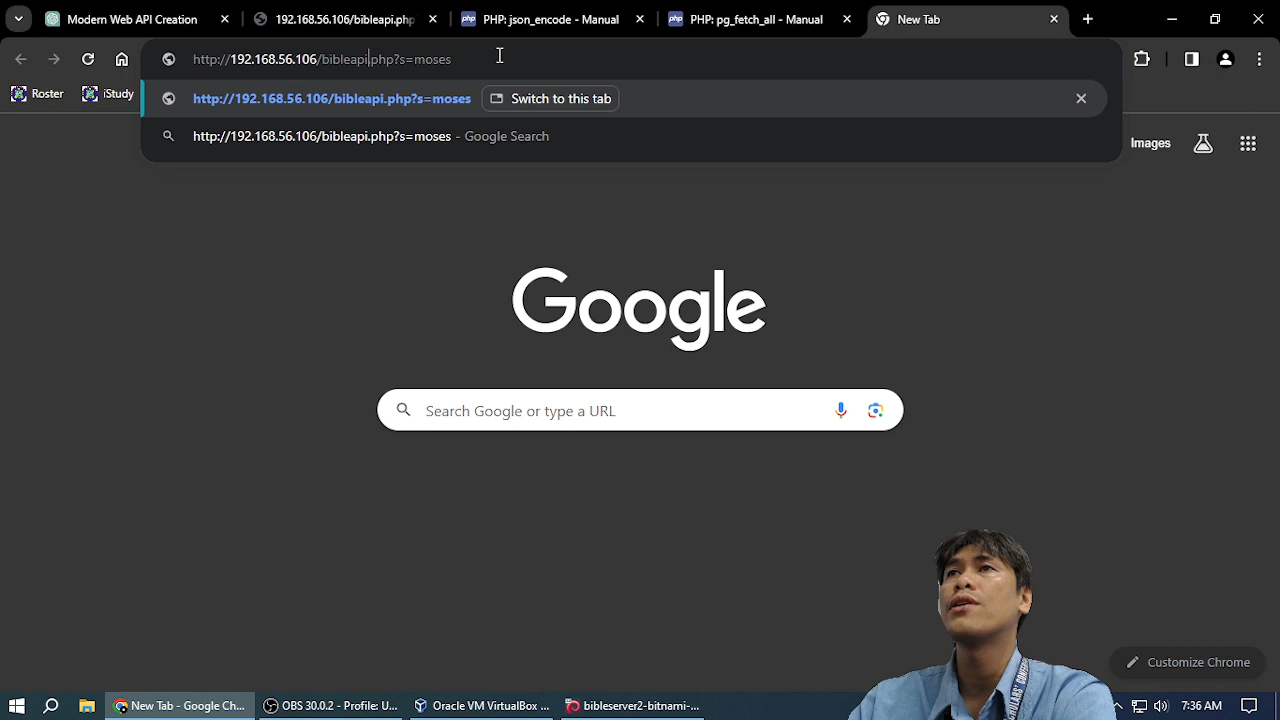 Modern Web API Creation
192.168.56.106/bibleapi.php
PHP: json_encode - Manual
PHP: pg_fetch_all - Manual
New Tab
http://192.168.56.106/bibleapi.php?s=moses
Roster
iStudy
http://192.168.56.106/bibleapi.php?s=moses
Switch to this tab
http://192.168.56.106/bibleapi.php?s=moses - Google Search
Images
Google
Search Google or type a URL
Customize Chrome
New Tab - Google Ch...
OBS 30.0.2 - Profile: U...
Oracle VM VirtualBox ...
bibleserver2-bitnami-...
7:36 AM